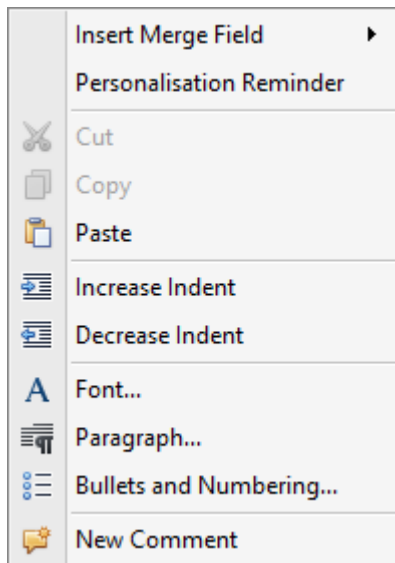 Insert Merge Field
Personalisation Reminder
Cut
Copy
Paste
Increase Indent
Decrease Indent
Font...
Paragraph...
Bullets and Numbering...
New Comment